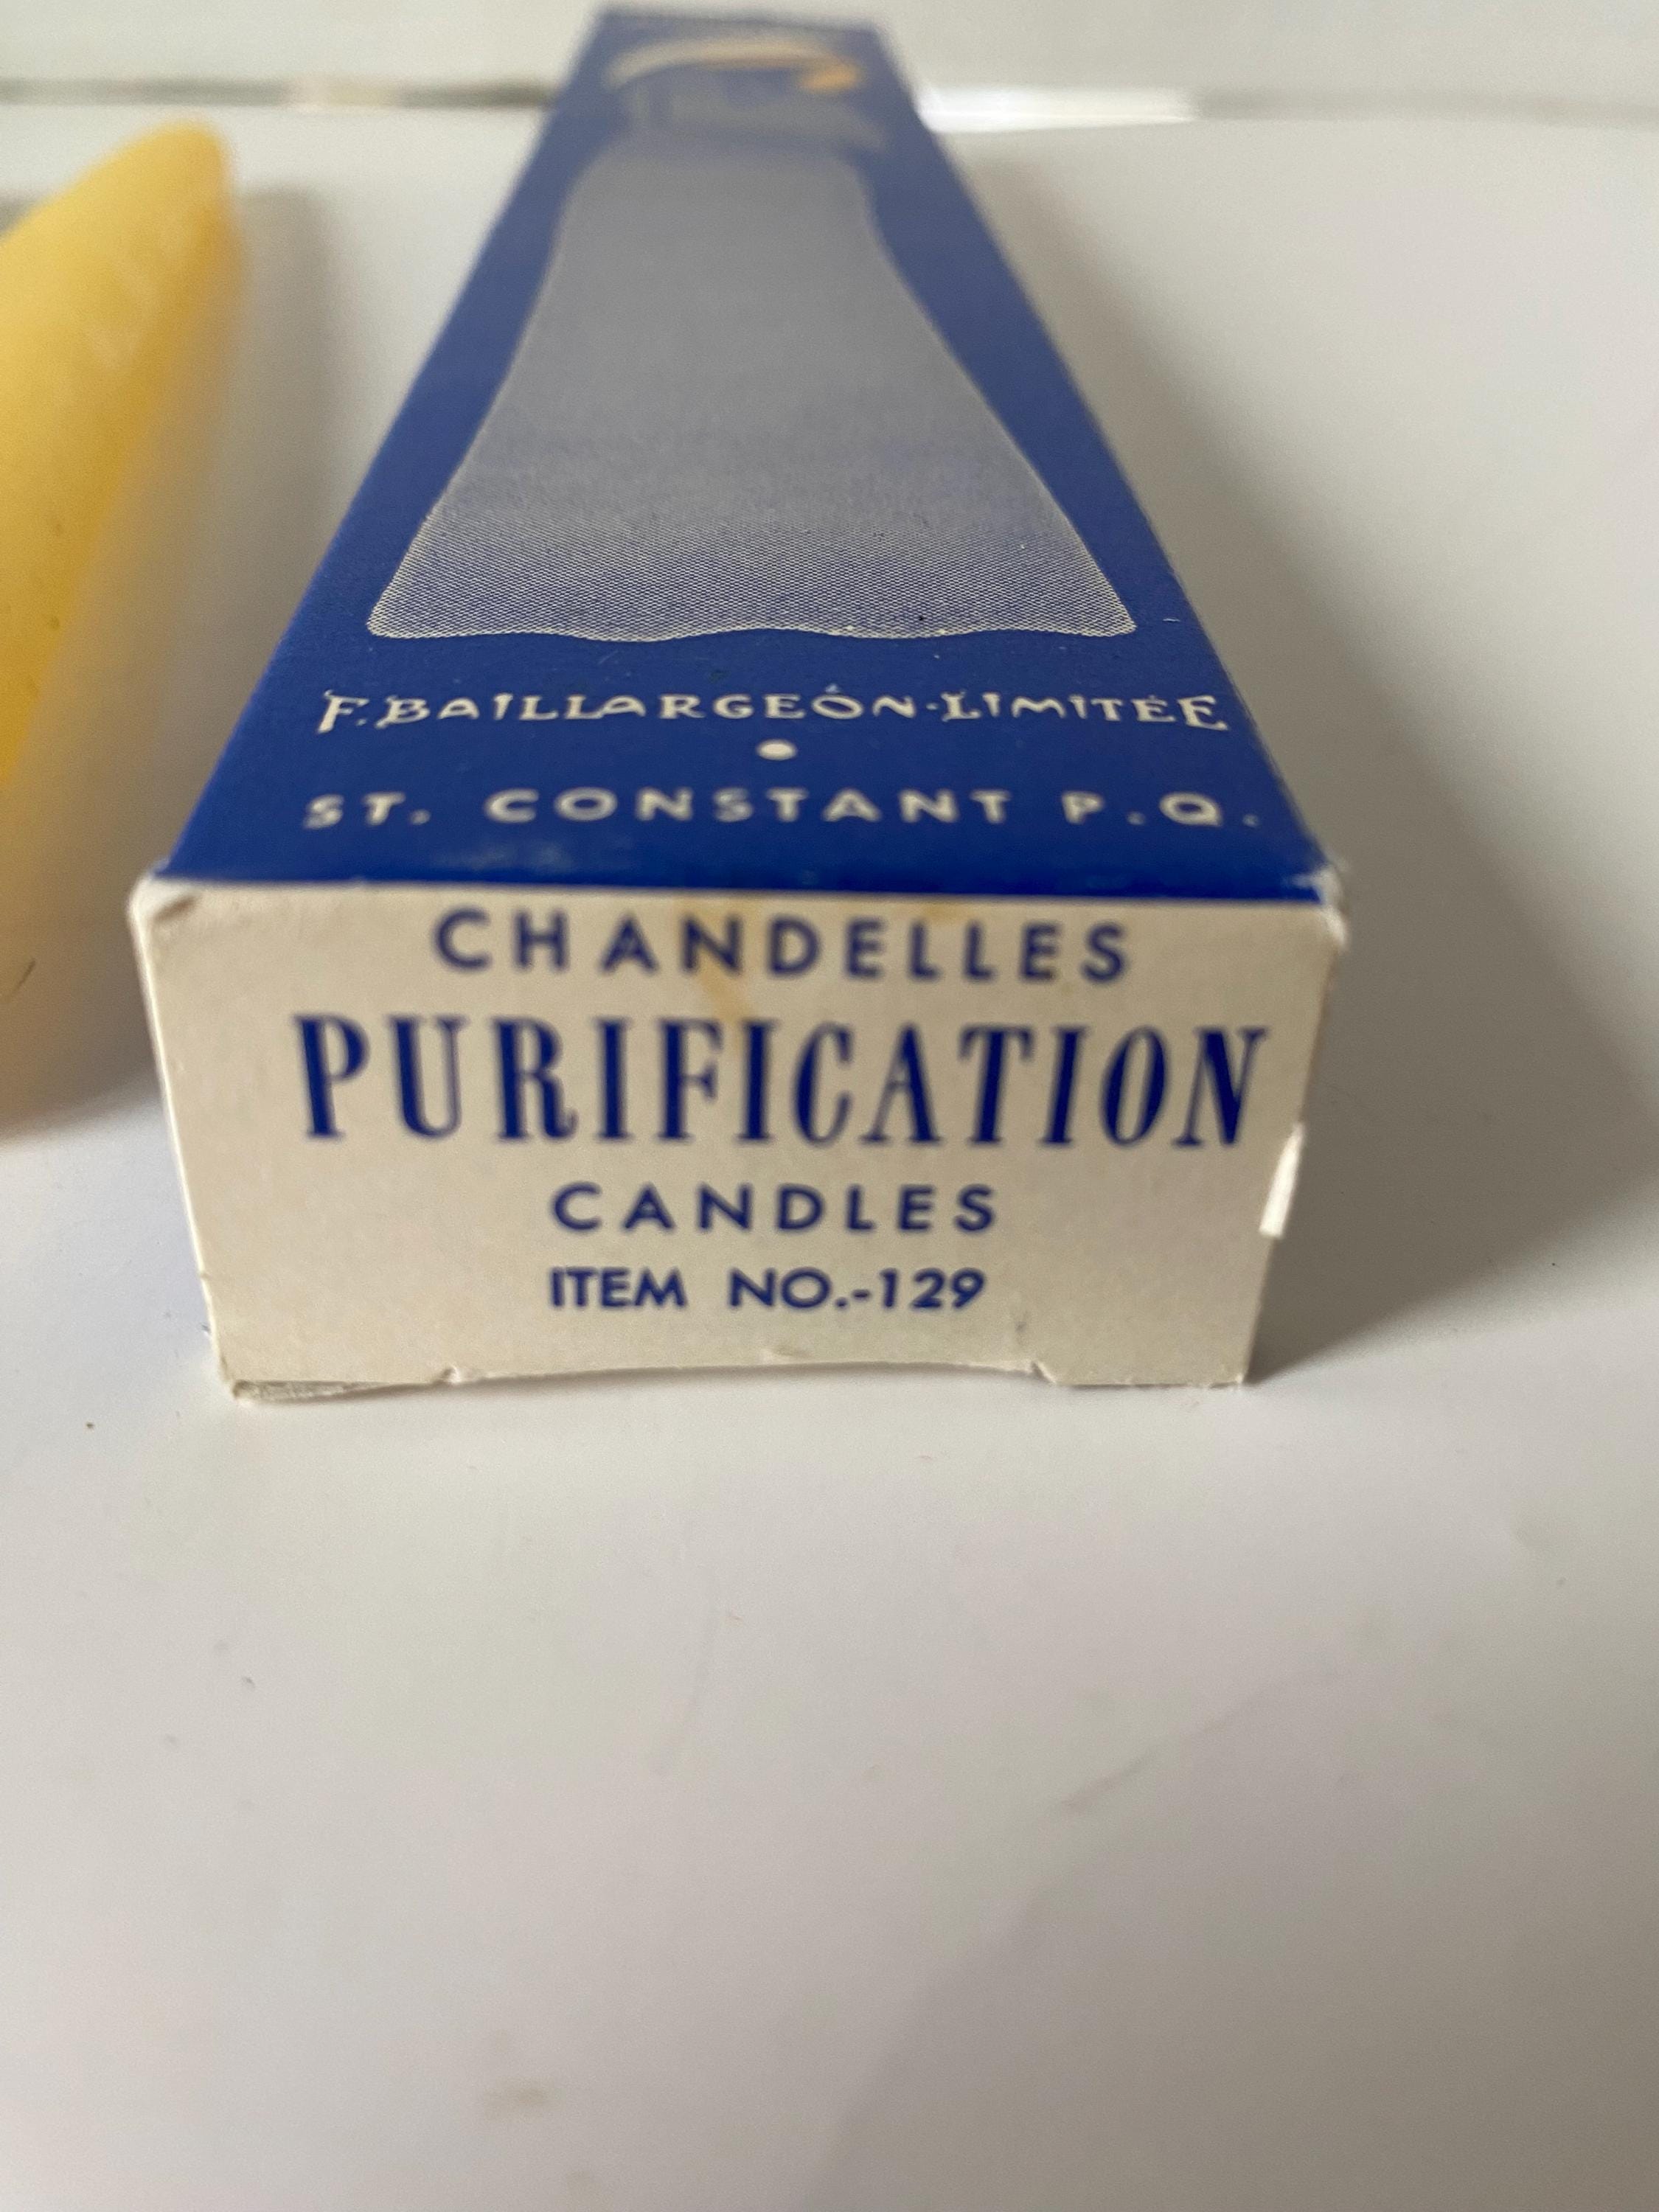 F. BAILLARGEON-LIMITÉE
ST. CONSTANT P.Q.
CHANDELLES
PURIFICATION
CANDLES
ITEM NO.-129